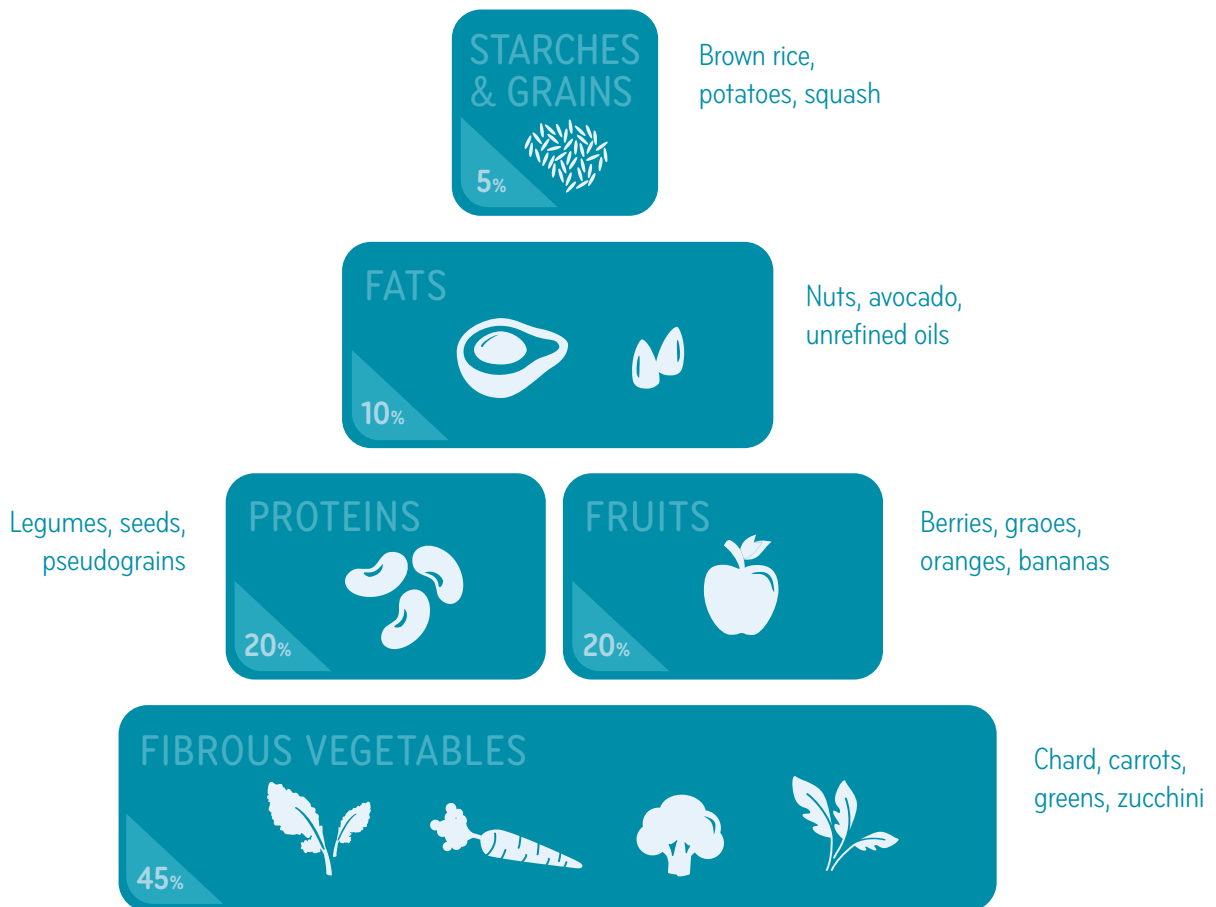 STARCHES
& GRAINS
5%
Brown rice,
potatoes, squash
FATS
10%
Nuts, avocado,
unrefined oils
Legumes, seeds,
pseudograins
PROTEINS
20%
FRUITS
20%
Berries, graoes,
oranges, bananas
FIBROUS VEGETABLES
45%
Chard, carrots,
greens, zucchini